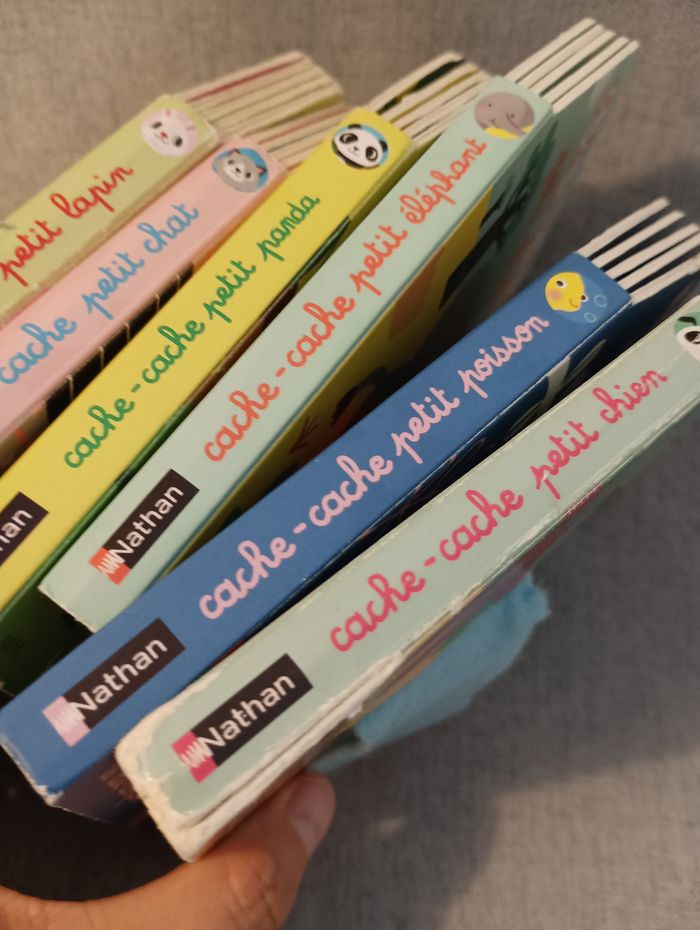 petit lapin
cache petit chat
cache-cache petit panda
cache-cache petit éléphant
Nathan
cache-cache petit poisson
Nathan
cache-cache petit chien
Nathan